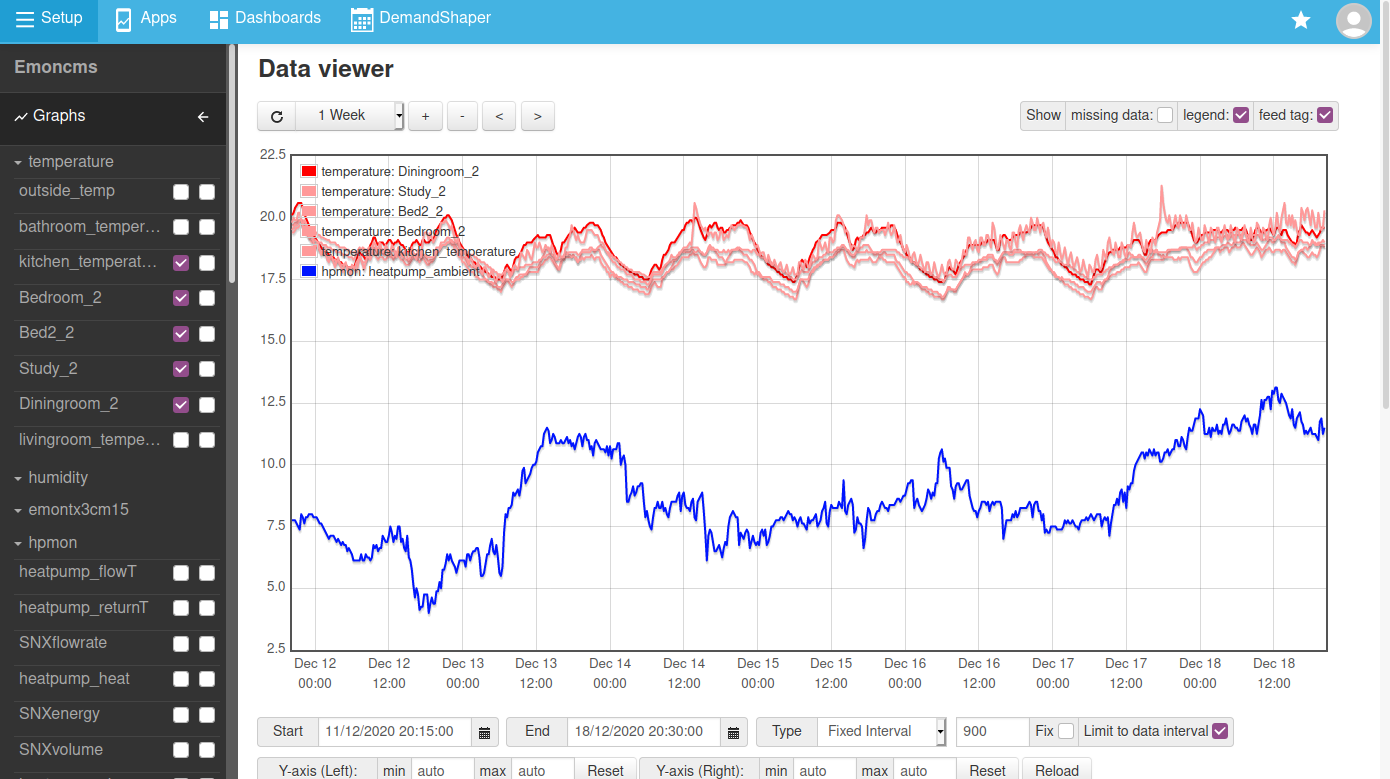 Setup Apps Dashboards DemandShaper
Emoncms
Data viewer
Graphs
1 Week + - < >
Show missing data: legend: feed tag:
temperature
outside_temp
bathroom_temper…
kitchen_temperat…
Bedroom_2
Bed2_2
Study_2
Diningroom_2
livingroom_tempe…
humidity
emontx3cm15
hpmon
heatpump_flowT
heatpump_returnT
SNXflowrate
heatpump_heat
SNXenergy
SNXvolume
temperature: Diningroom_2
temperature: Study_2
temperature: Bed2_2
temperature: Bedroom_2
temperature: kitchen_temperature
hpmon: heatpump_ambient
22.5
20.0
17.5
15.0
12.5
10.0
7.5
5.0
2.5
Dec 12 Dec 12 Dec 13 Dec 13 Dec 14 Dec 14 Dec 15 Dec 15 Dec 16 Dec 16 Dec 17 Dec 17 Dec 18 Dec 18
00:00 12:00 00:00 12:00 00:00 12:00 00:00 12:00 00:00 12:00 00:00 12:00 00:00 12:00
Start 11/12/2020 20:15:00 End 18/12/2020 20:30:00 Type Fixed Interval 900 Fix Limit to data interval
Y-axis (Left): min auto max auto Reset Y-axis (Right): min auto max auto Reset Reload